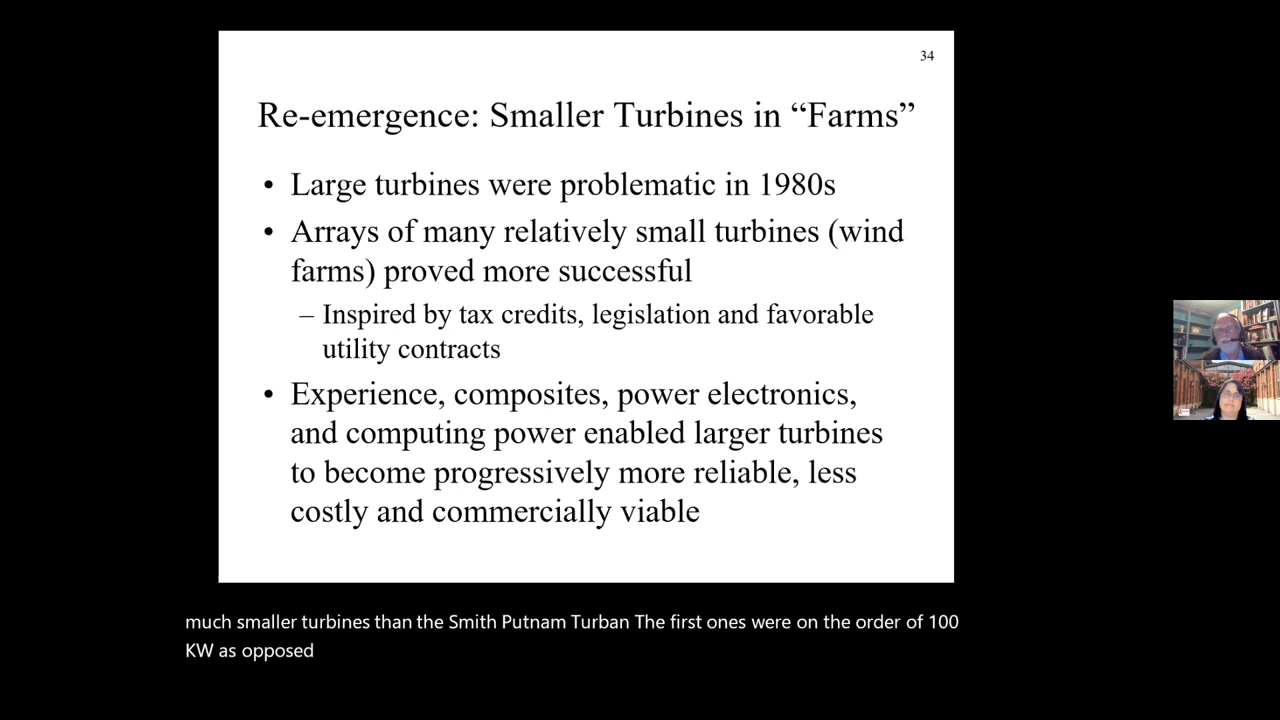 34
Re-emergence: Smaller Turbines in “Farms”
• Large turbines were problematic in 1980s
• Arrays of many relatively small turbines (wind
farms) proved more successful
– Inspired by tax credits, legislation and favorable
utility contracts
• Experience, composites, power electronics,
and computing power enabled larger turbines
to become progressively more reliable, less
costly and commercially viable
much smaller turbines than the Smith Putnam Turban The first ones were on the order of 100
KW as opposed